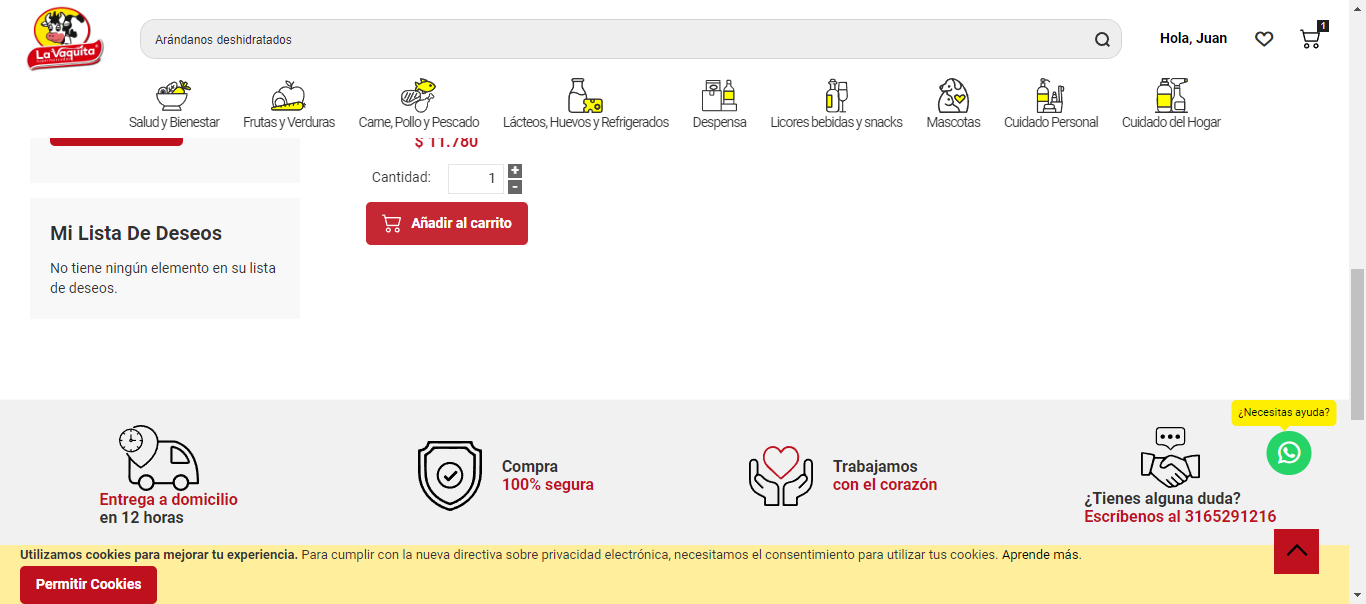 La Vaquita
Arándanos deshidratados
Hola, Juan
1
Salud y Bienestar
Frutas y Verduras
Carne, Pollo y Pescado
Lácteos, Huevos y Refrigerados
Despensa
Licores bebidas y snacks
Mascotas
Cuidado Personal
Cuidado del Hogar
$ 11.780
Cantidad:
1
+
-
Añadir al carrito
Mi Lista De Deseos
No tiene ningún elemento en su lista
de deseos.
¿Necesitas ayuda?
Entrega a domicilio
en 12 horas
Compra
100% segura
Trabajamos
con el corazón
¿Tienes alguna duda?
Escríbenos al 3165291216
Utilizamos cookies para mejorar tu experiencia. Para cumplir con la nueva directiva sobre privacidad electrónica, necesitamos el consentimiento para utilizar tus cookies. Aprende más.
Permitir Cookies